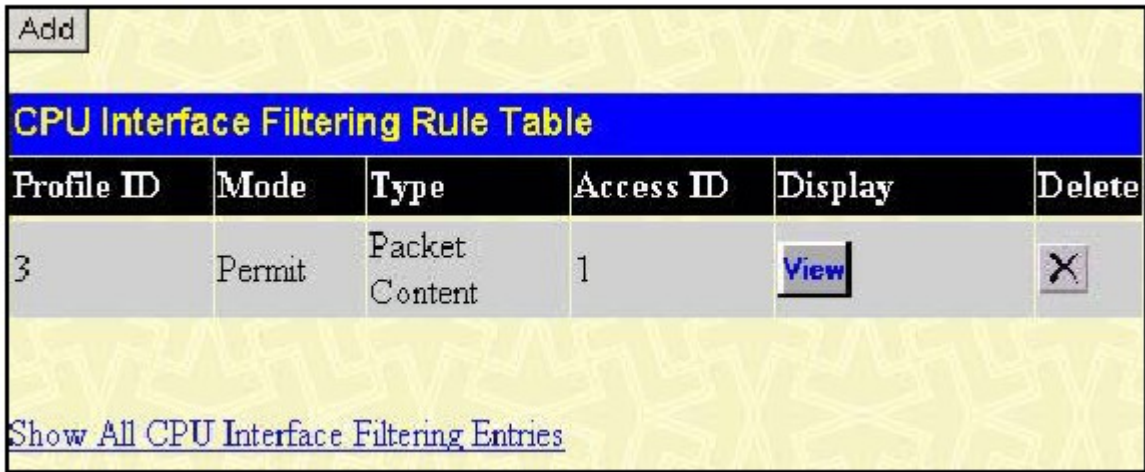 Add
CPU Interface Filtering Rule Table
Profile ID Mode Type Access ID Display Delete
3 Permit Packet Content 1 View X
Show All CPU Interface Filtering Entries